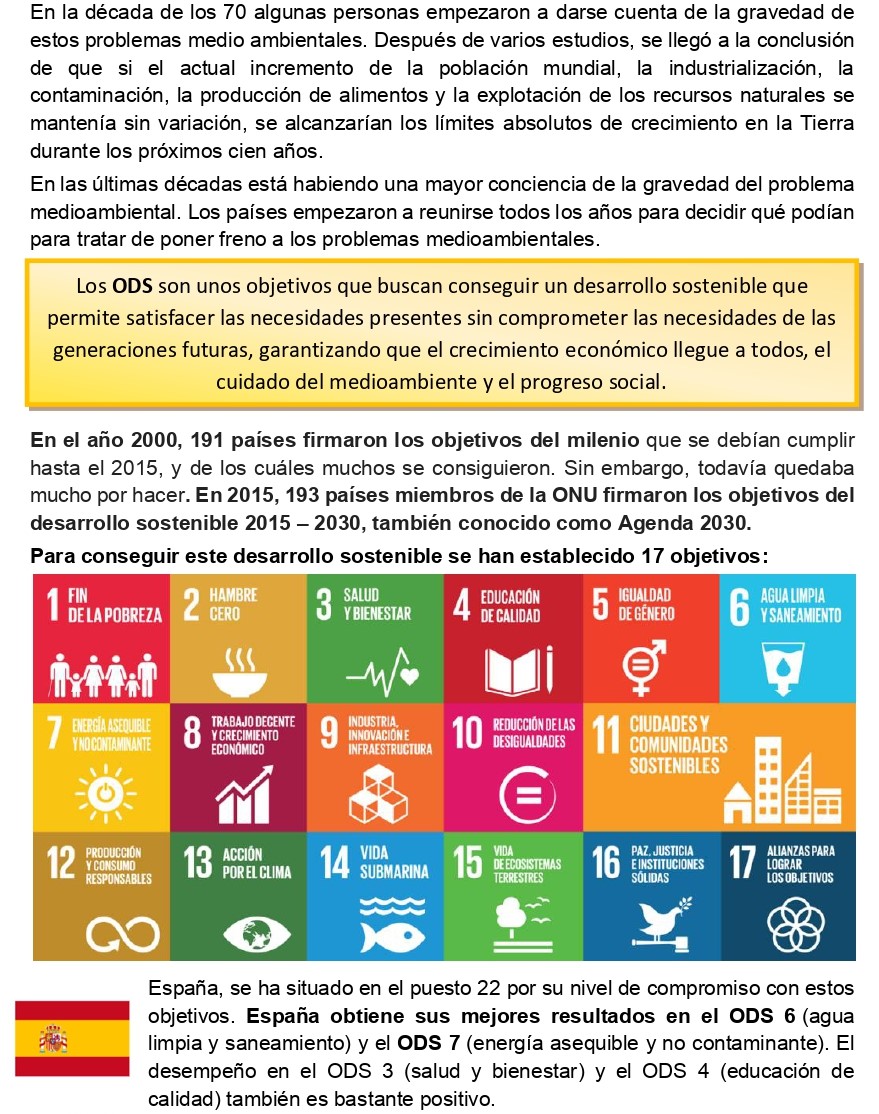 En la década de los 70 algunas personas empezaron a darse cuenta de la gravedad de
estos problemas medio ambientales. Después de varios estudios, se llegó a la conclusión
de que si el actual incremento de la población mundial, la industrialización, la
contaminación, la producción de alimentos y la explotación de los recursos naturales se
mantenía sin variación, se alcanzarían los límites absolutos de crecimiento en la Tierra
durante los próximos cien años.
En las últimas décadas está habiendo una mayor conciencia de la gravedad del problema
medioambiental. Los países empezaron a reunirse todos los años para decidir qué podían
para tratar de poner freno a los problemas medioambientales.
Los ODS son unos objetivos que buscan conseguir un desarrollo sostenible que
permite satisfacer las necesidades presentes sin comprometer las necesidades de las
generaciones futuras, garantizando que el crecimiento económico llegue a todos, el
cuidado del medioambiente y el progreso social.
En el año 2000, 191 países firmaron los objetivos del milenio que se debían cumplir
hasta el 2015, y de los cuáles muchos se consiguieron. Sin embargo, todavía quedaba
mucho por hacer. En 2015, 193 países miembros de la ONU firmaron los objetivos del
desarrollo sostenible 2015 – 2030, también conocido como Agenda 2030.
Para conseguir este desarrollo sostenible se han establecido 17 objetivos:
1 FIN
DE LA POBREZA
2 HAMBRE
CERO
3 SALUD
Y BIENESTAR
4 EDUCACIÓN
DE CALIDAD
5 IGUALDAD
DE GÉNERO
6 AGUA LIMPIA
Y SANEAMIENTO
7 ENERGÍA ASEQUIBLE
Y NO CONTAMINANTE
8 TRABAJO DECENTE
Y CRECIMIENTO
ECONÓMICO
9 INDUSTRIA,
INNOVACIÓN E
INFRAESTRUCTURA
10 REDUCCIÓN DE LAS
DESIGUALDADES
11 CIUDADES Y
COMUNIDADES
SOSTENIBLES
12 PRODUCCIÓN
Y CONSUMO
RESPONSABLES
13 ACCIÓN
POR EL CLIMA
14 VIDA
SUBMARINA
15 VIDA
DE ECOSISTEMAS
TERRESTRES
16 PAZ, JUSTICIA
E INSTITUCIONES
SÓLIDAS
17 ALIANZAS PARA
LOGRAR
LOS OBJETIVOS
España, se ha situado en el puesto 22 por su nivel de compromiso con estos
objetivos. España obtiene sus mejores resultados en el ODS 6 (agua
limpia y saneamiento) y el ODS 7 (energía asequible y no contaminante). El
desempeño en el ODS 3 (salud y bienestar) y el ODS 4 (educación de
calidad) también es bastante positivo.